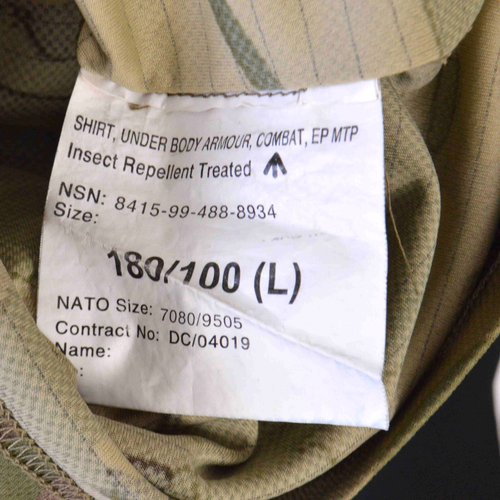 SHIRT, UNDER BODY ARMOUR, COMBAT, EP MTP
Insect Repellent Treated
NSN: 8415-99-488-8934
Size:
180/100 (L)
NATO Size: 7080/9505
Contract No: DC/04019
Name: